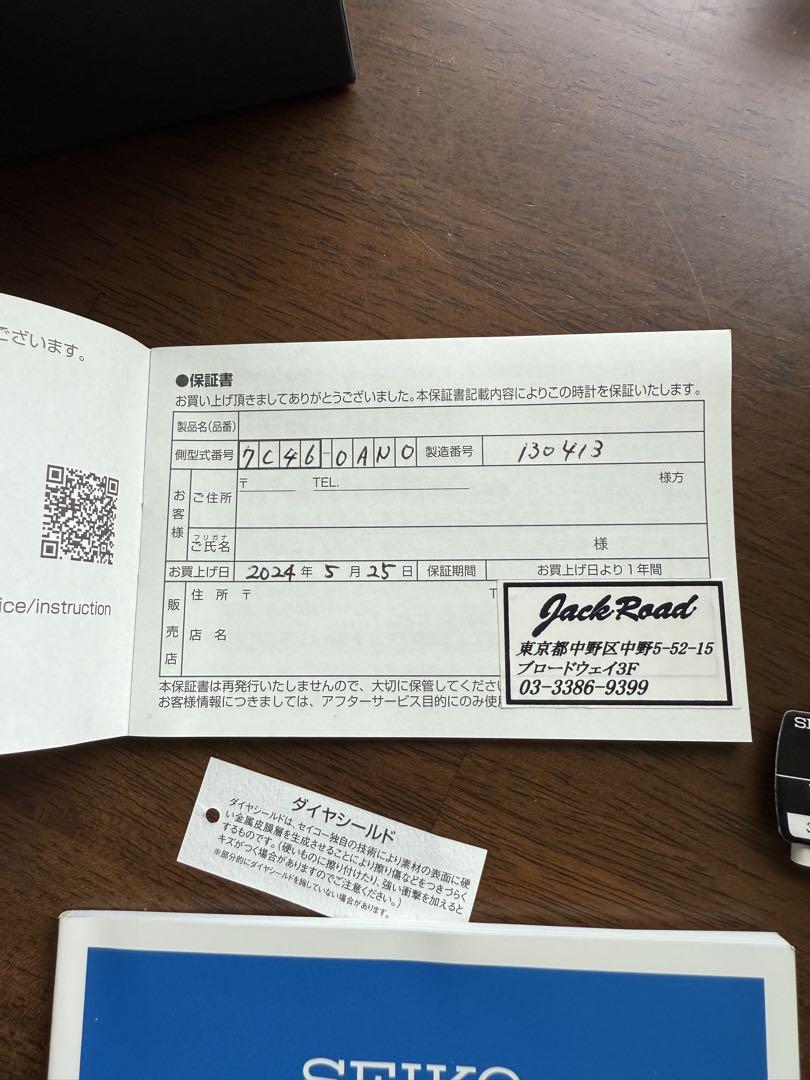 ございます。
ice/instruction
●保証書
お買い上げ頂きましてありがとうございました。本保証書記載内容によりこの時計を保証いたします。
製品名(品番)
側型式番号 7C46-0AN0 製造番号 130413
お客様 ご住所 〒 TEL. 様方
フリガナ
ご氏名 様
お買上げ日 2024年 5月 25日 保証期間 お買上げ日より1年間
販売店 住所 〒 T
店名
Jack Road
東京都中野区中野5-52-15
ブロードウェイ3F
03-3386-9399
本保証書は再発行いたしませんので、大切に保管してくださ
お客様情報につきましては、アフターサービス目的にのみ使用
ダイヤシールド
ダイヤシールドは、セイコー独自の技術により素材の表面に硬
い金属皮膜層を生成させることにより擦り傷などをつきづらく
するものです。(硬いものに擦り付けたり、強い衝撃を加えると
キズがつく場合がありますのでご注意ください。)
※部分的にダイヤシールドを施していない場合があります。
SEIKO